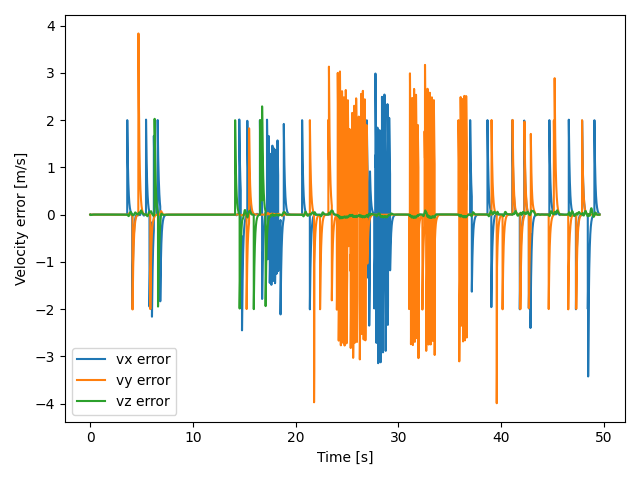 4
3
2
1
0
−1
−2
−3
−4
Velocity error [m/s]
vx error
vy error
vz error
0 10 20 30 40 50
Time [s]